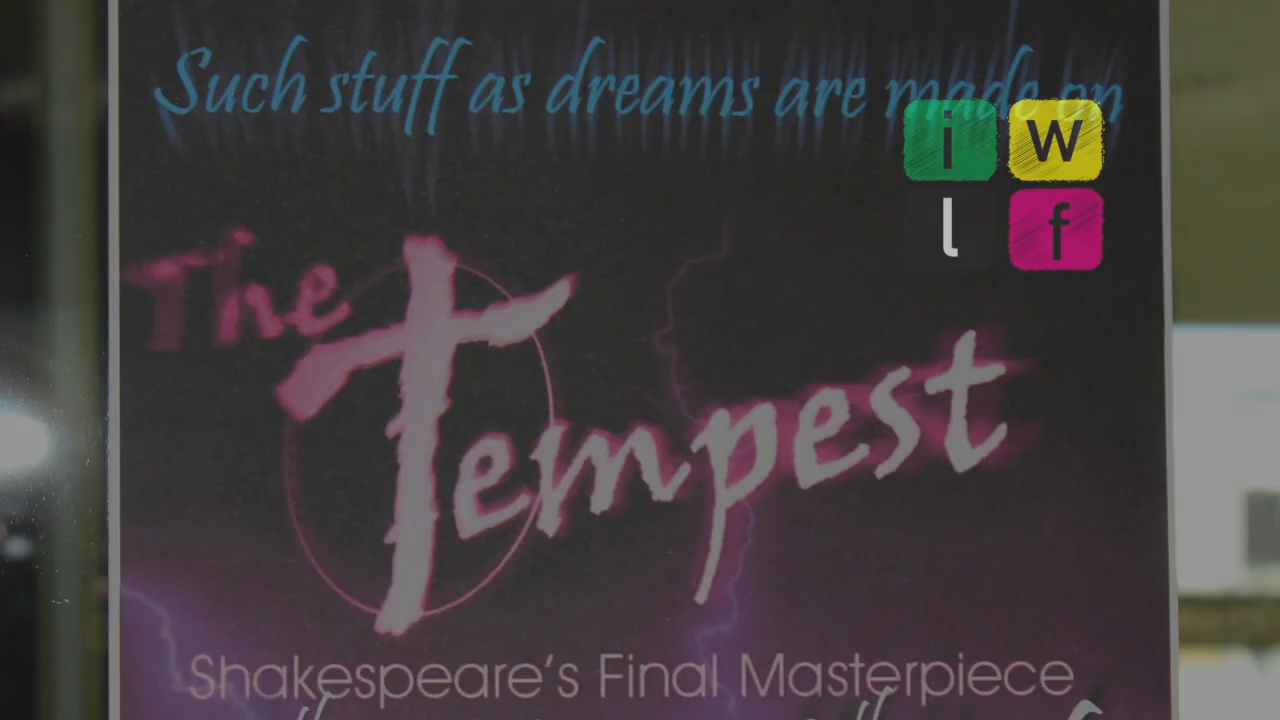 Such stuff as dreams are made on
i w
l f
The
Tempest
Shakespeare's Final Masterpiece